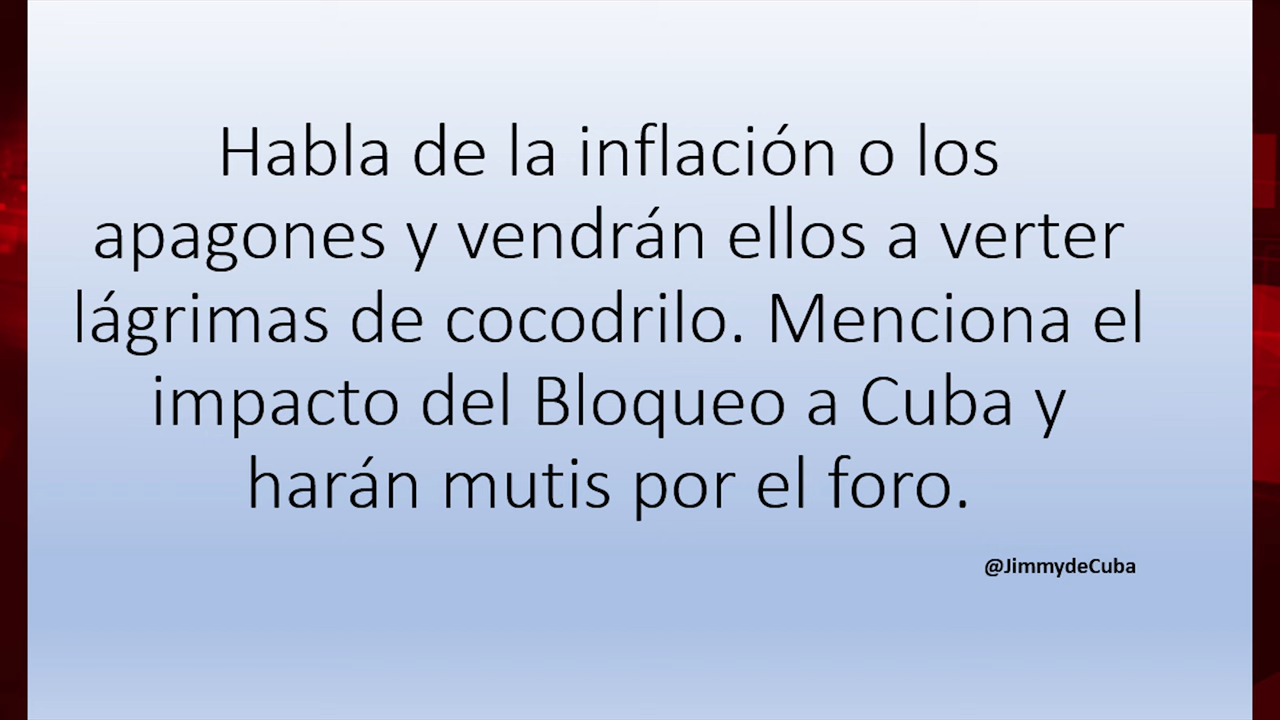 Habla de la inflación o los
apagones y vendrán ellos a verter
lágrimas de cocodrilo. Menciona el
impacto del Bloqueo a Cuba y
harán mutis por el foro.
@JimmydeCuba